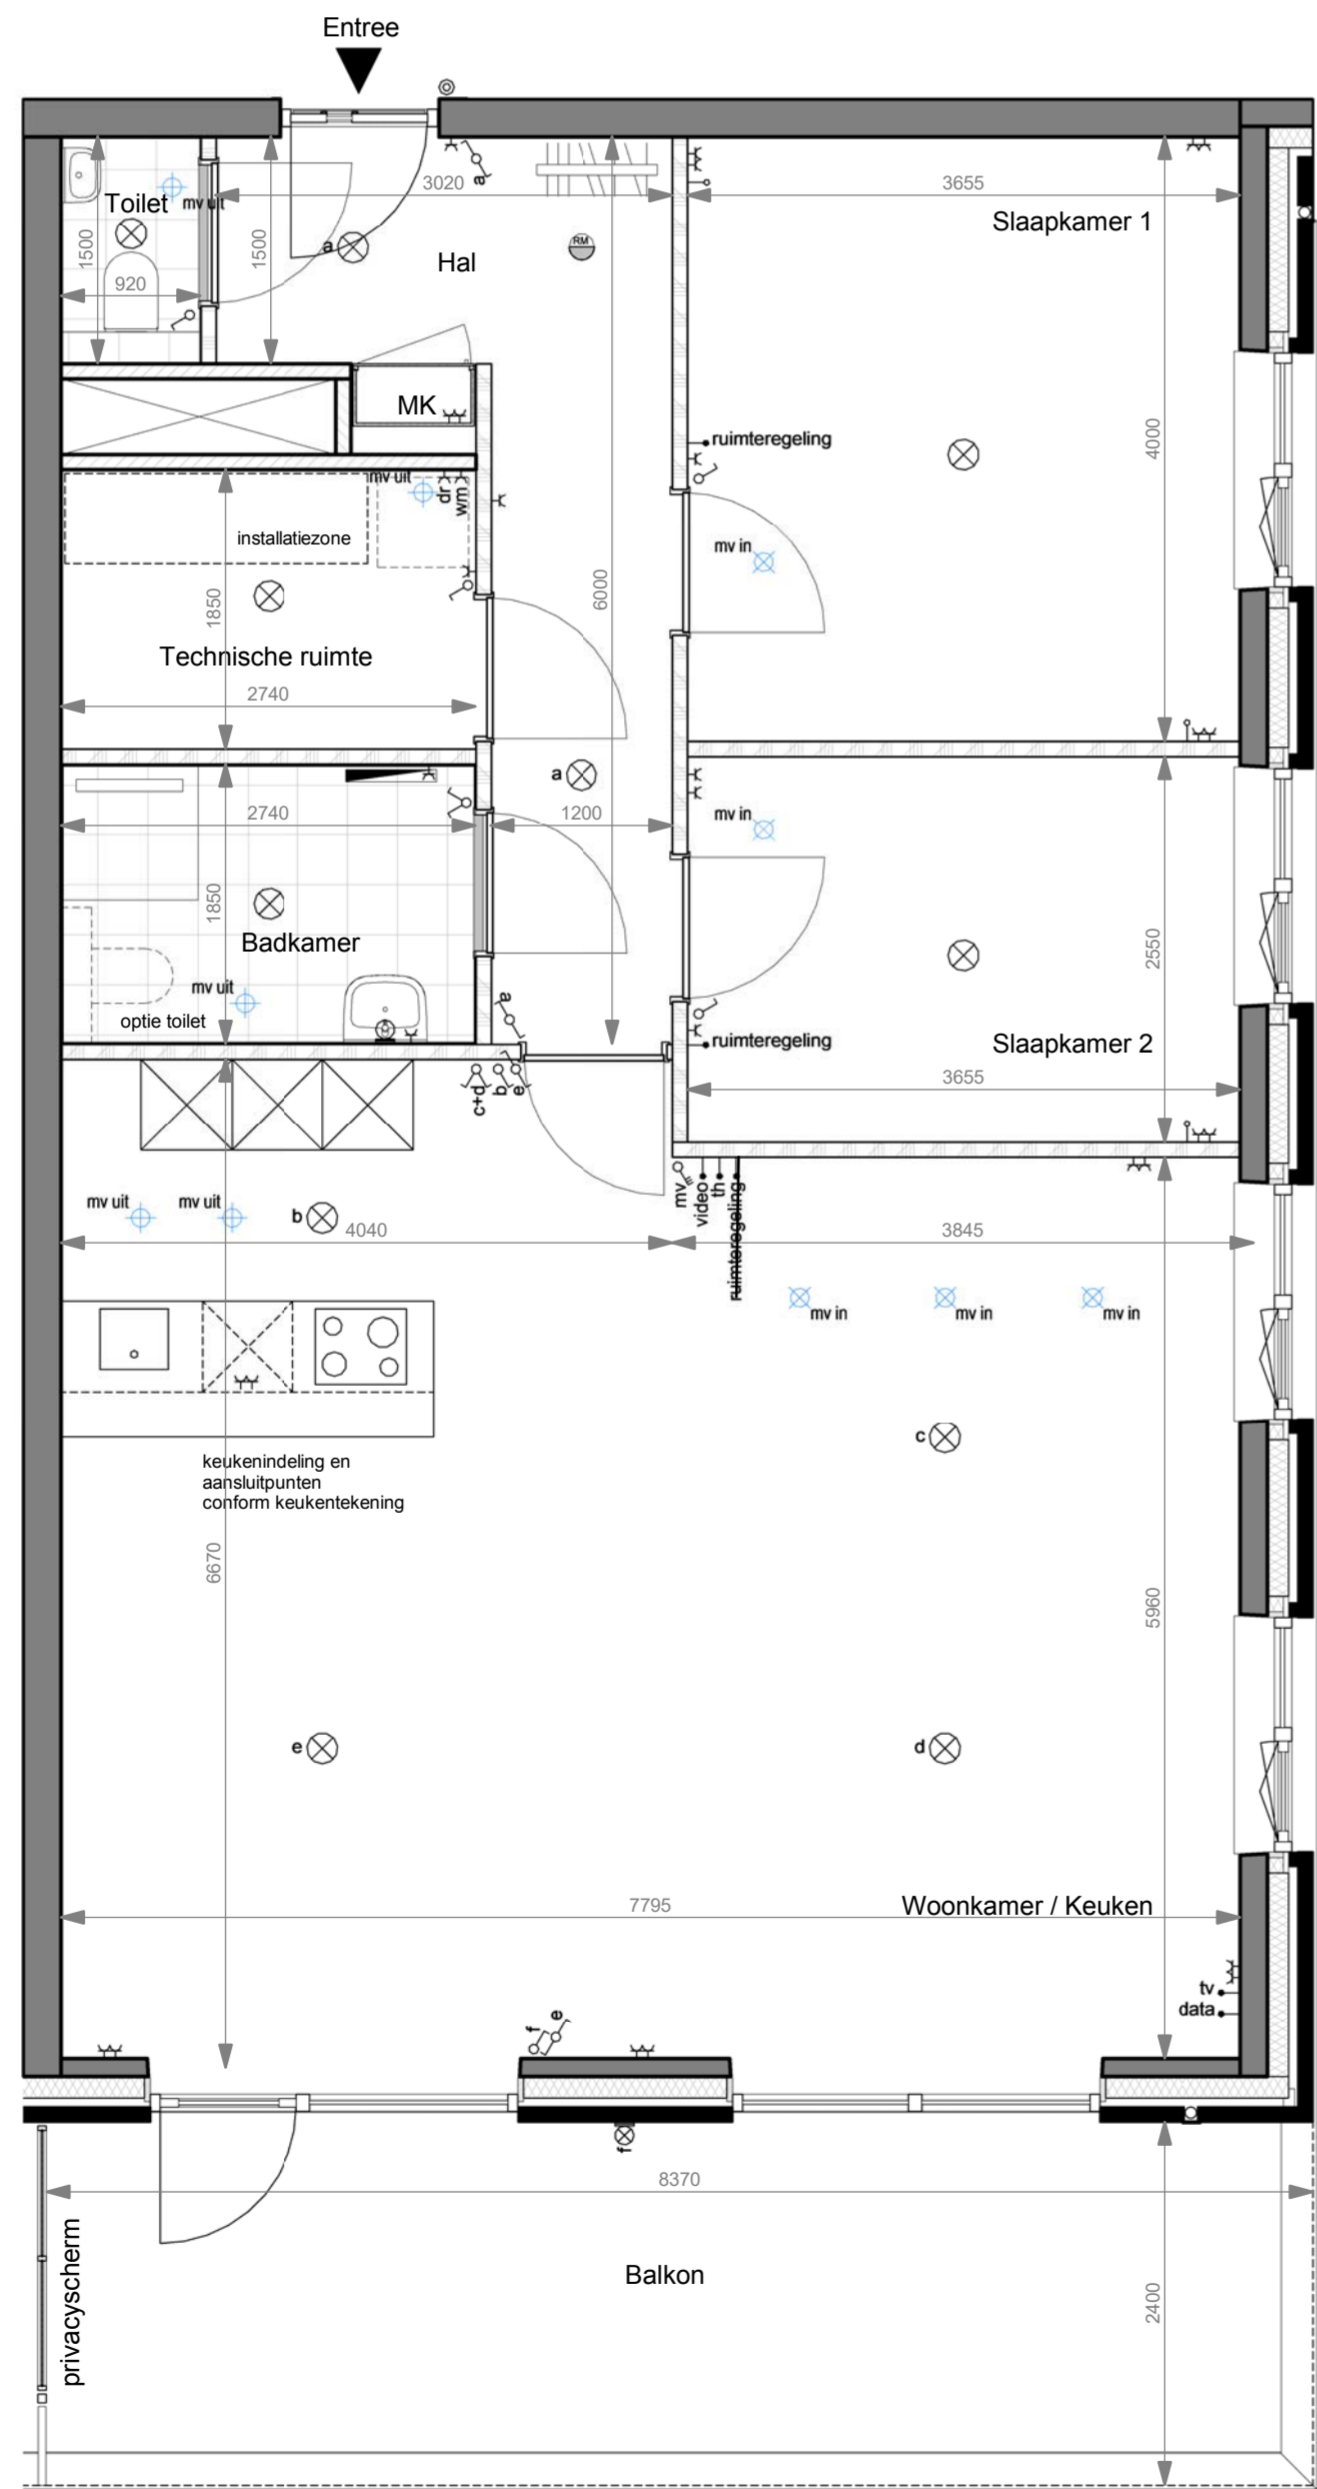 Entree
a
3020
3655
Toilet
mv uit
Slaapkamer 1
1500
1500
a
RM
Hal
920
MK
ruimteregeling
4000
mv uit
dr
wm
installatiezone
mv in
1850
6000
Technische ruimte
2740
a
2740
1200
mv in
1850
Badkamer
2550
mv uit
a
optie toilet
ruimteregeling
Slaapkamer 2
3655
c+d
b
e
mv
video
th
ruimteregeling
mv uit
mv uit
b
4040
3845
mv in
mv in
mv in
c
keukenindeling en
aansluitpunten
conform keukentekening
6670
5960
e
d
7795
Woonkamer / Keuken
tv
data
f
e
f
8370
privacyscherm
Balkon
2400